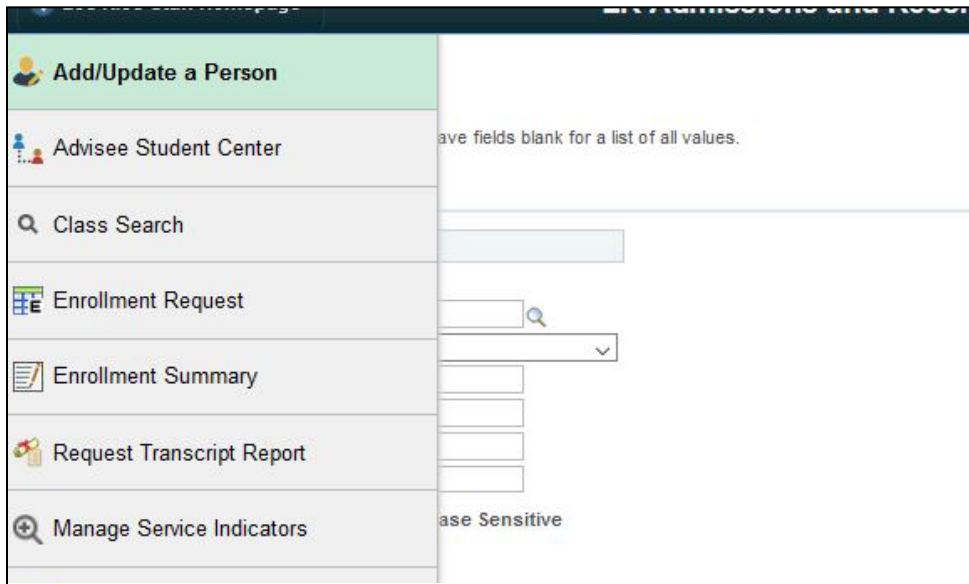 Add/Update a Person
Advisee Student Center
ave fields blank for a list of all values.
Class Search
Enrollment Request
E
Enrollment Summary
Request Transcript Report
Manage Service Indicators
ase Sensitive